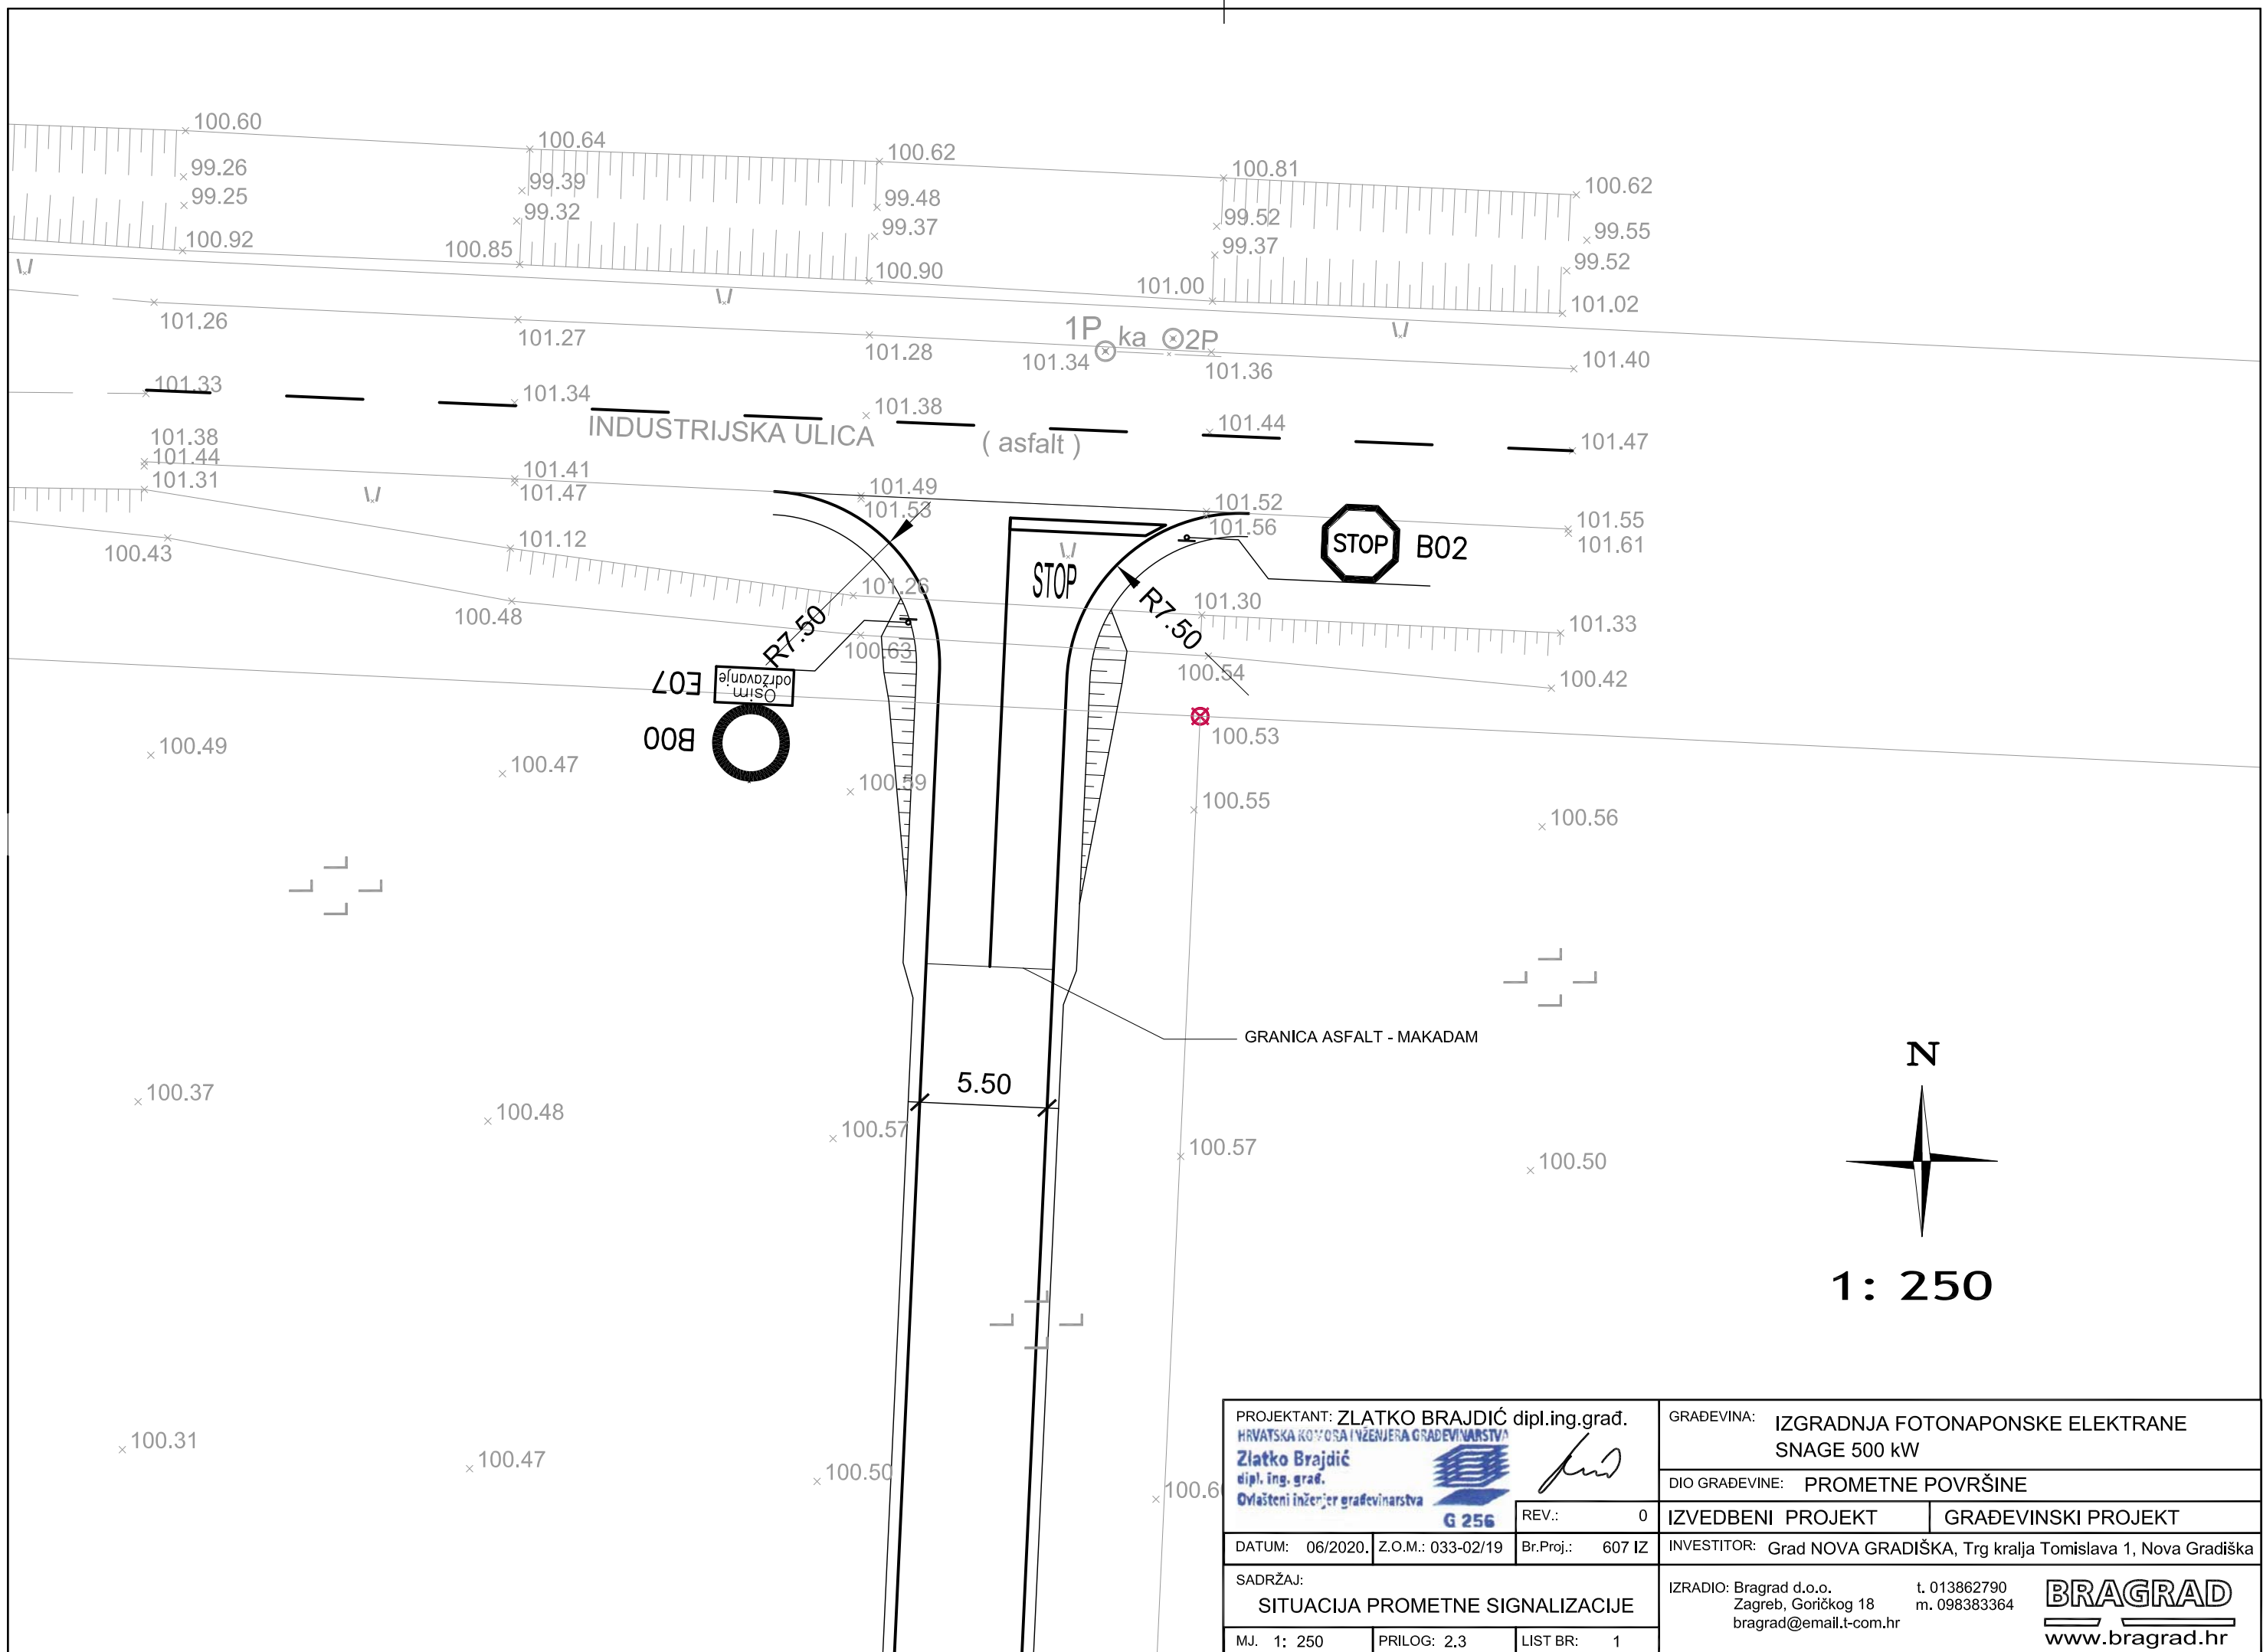 100.60
100.64
100.62
100.81
100.62
99.26
99.39
99.48
99.52
99.55
99.25
99.32
99.37
99.37
99.52
100.92
100.85
100.90
101.00
101.02
101.26
101.27
101.28
1P ka 2P
101.34
101.36
101.40
101.33
101.34
101.38
101.44
101.47
INDUSTRIJSKA ULICA ( asfalt )
101.38
101.44
101.31
101.41
101.47
101.49
101.53
101.52
101.56
101.55
101.61
STOP B02
100.43
101.12
101.26
STOP
101.30
101.33
100.48
R7.50
R7.50
100.63
100.54
100.42
E07
Osim
održavanje
B00
100.53
100.49
100.47
100.59
100.55
100.56
GRANICA ASFALT - MAKADAM
5.50
N
1: 250
100.37
100.48
100.57
100.57
100.50
100.31
100.47
100.50
100.60
PROJEKTANT: ZLATKO BRAJDIĆ dipl.ing.građ.
HRVATSKA KOMORA INŽENJERA GRAĐEVINARSTVA
Zlatko Brajdić
dipl. ing. građ.
Ovlašteni inženjer građevinarstva
G 256
REV.: 0
DATUM: 06/2020.
Z.O.M.: 033-02/19
Br.Proj.: 607 IZ
SADRŽAJ:
SITUACIJA PROMETNE SIGNALIZACIJE
MJ. 1: 250
PRILOG: 2.3
LIST BR: 1
GRAĐEVINA: IZGRADNJA FOTONAPONSKE ELEKTRANE
SNAGE 500 kW
DIO GRAĐEVINE: PROMETNE POVRŠINE
IZVEDBENI PROJEKT
GRAĐEVINSKI PROJEKT
INVESTITOR: Grad NOVA GRADIŠKA, Trg kralja Tomislava 1, Nova Gradiška
IZRADIO: Bragrad d.o.o.
Zagreb, Goričkog 18
bragrad@email.t-com.hr
t. 013862790
m. 098383364
BRAGRAD
www.bragrad.hr